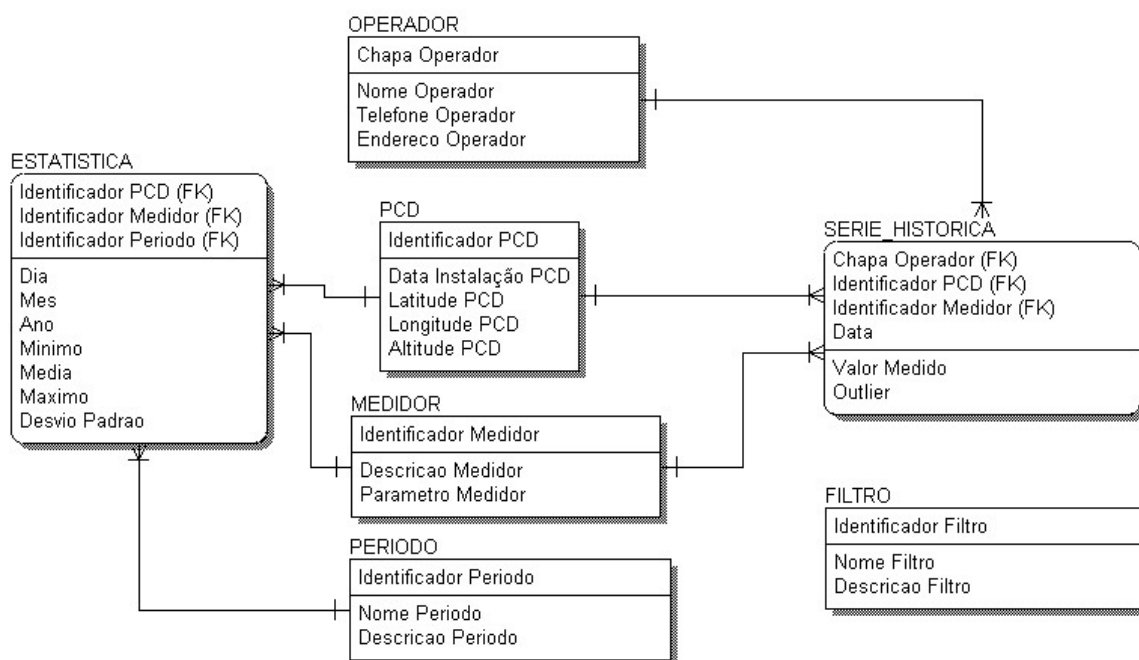 OPERADOR
Chapa Operador
Nome Operador
Telefone Operador
Endereco Operador
ESTATISTICA
Identificador PCD (FK)
Identificador Medidor (FK)
Identificador Periodo (FK)
Dia
Mes
Ano
Minimo
Media
Maximo
Desvio Padrao
PCD
Identificador PCD
Data Instalação PCD
Latitude PCD
Longitude PCD
Altitude PCD
SERIE_HISTORICA
Chapa Operador (FK)
Identificador PCD (FK)
Identificador Medidor (FK)
Data
Valor Medido
Outlier
MEDIDOR
Identificador Medidor
Descricao Medidor
Parametro Medidor
FILTRO
Identificador Filtro
Nome Filtro
Descricao Filtro
PERIODO
Identificador Periodo
Nome Periodo
Descricao Periodo